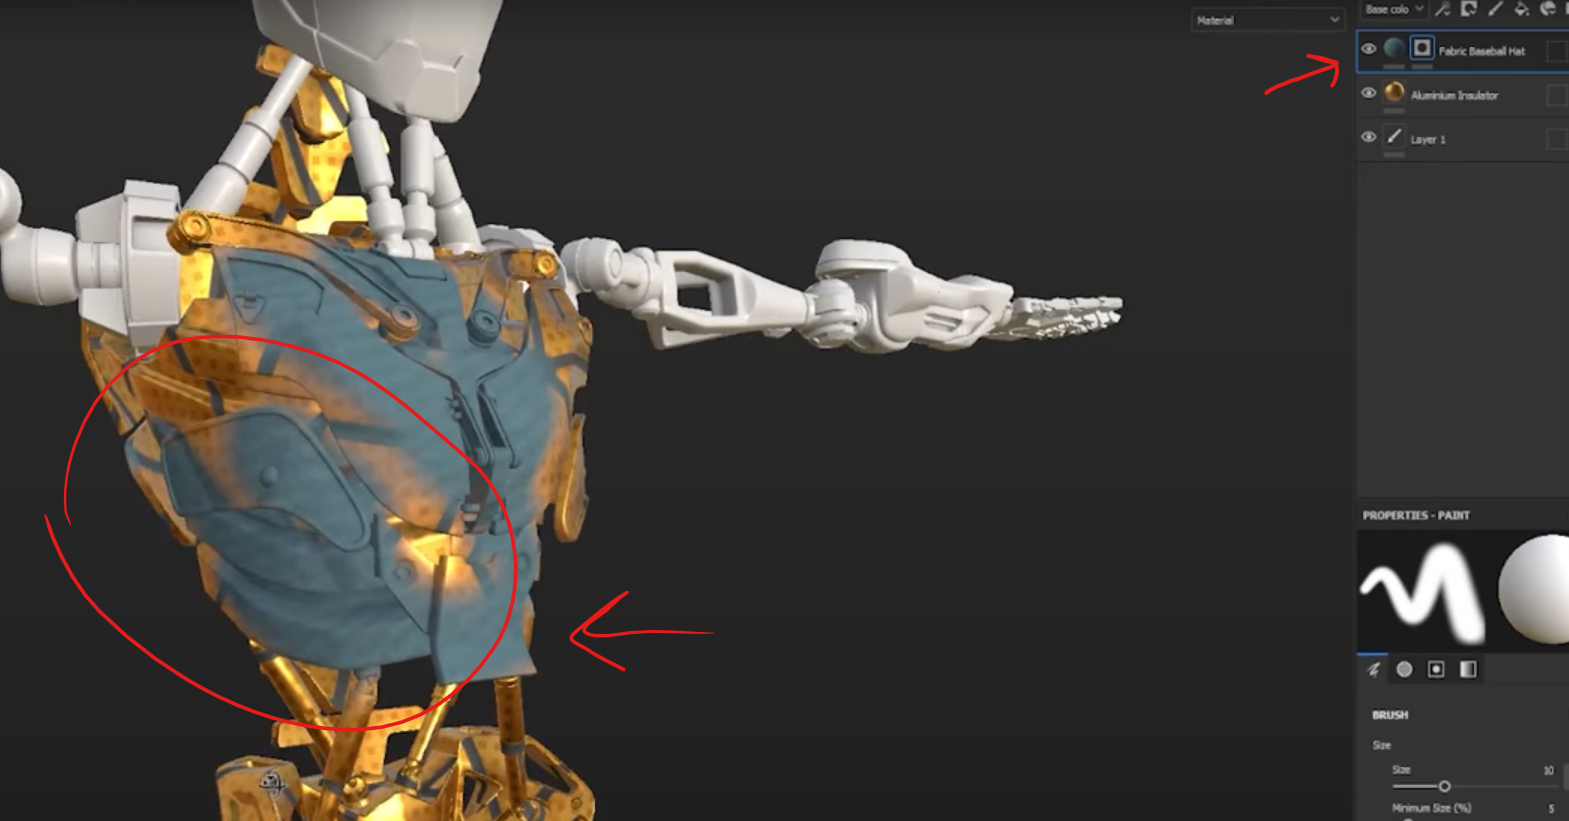 Material
Base colo
Fabric Baseball Hat
Aluminium Insulator
Layer 1
PROPERTIES - PAINT
BRUSH
Size
Size 10
Minimum Size (%) 5